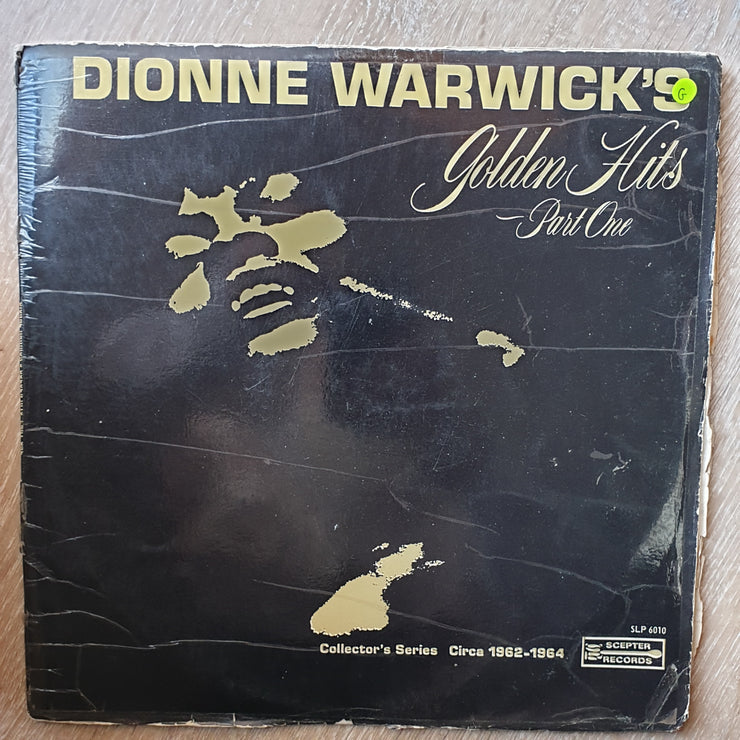 DIONNE WARWICK'S
G
Golden Hits
—Part One
SLP 6010
Collector's Series Circa 1962-1964
SCEPTER
RECORDS